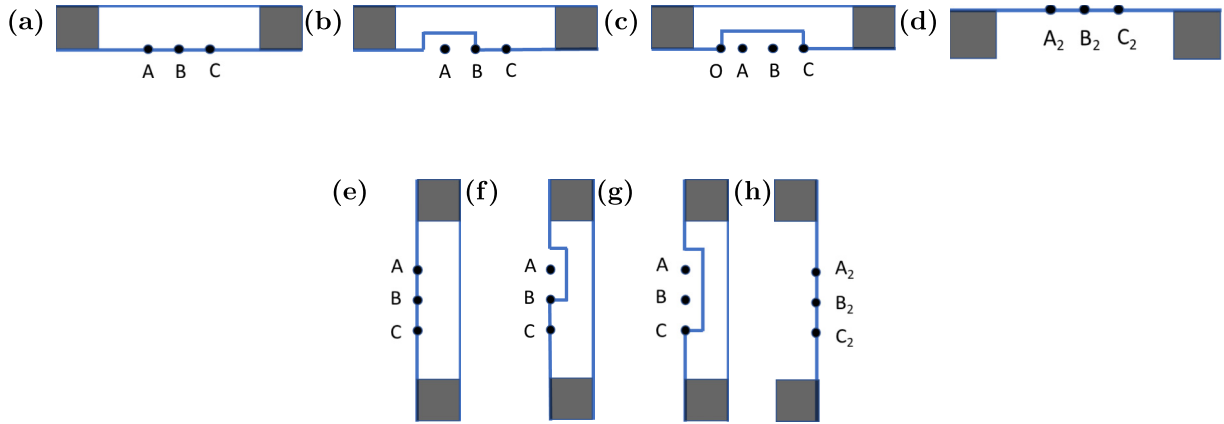 (a) (b) (c) (d)
A B C
A B C
O A B C
A₂ B₂ C₂
(e) (f) (g) (h)
A
B
C
A
B
C
A
B
C
A₂
B₂
C₂